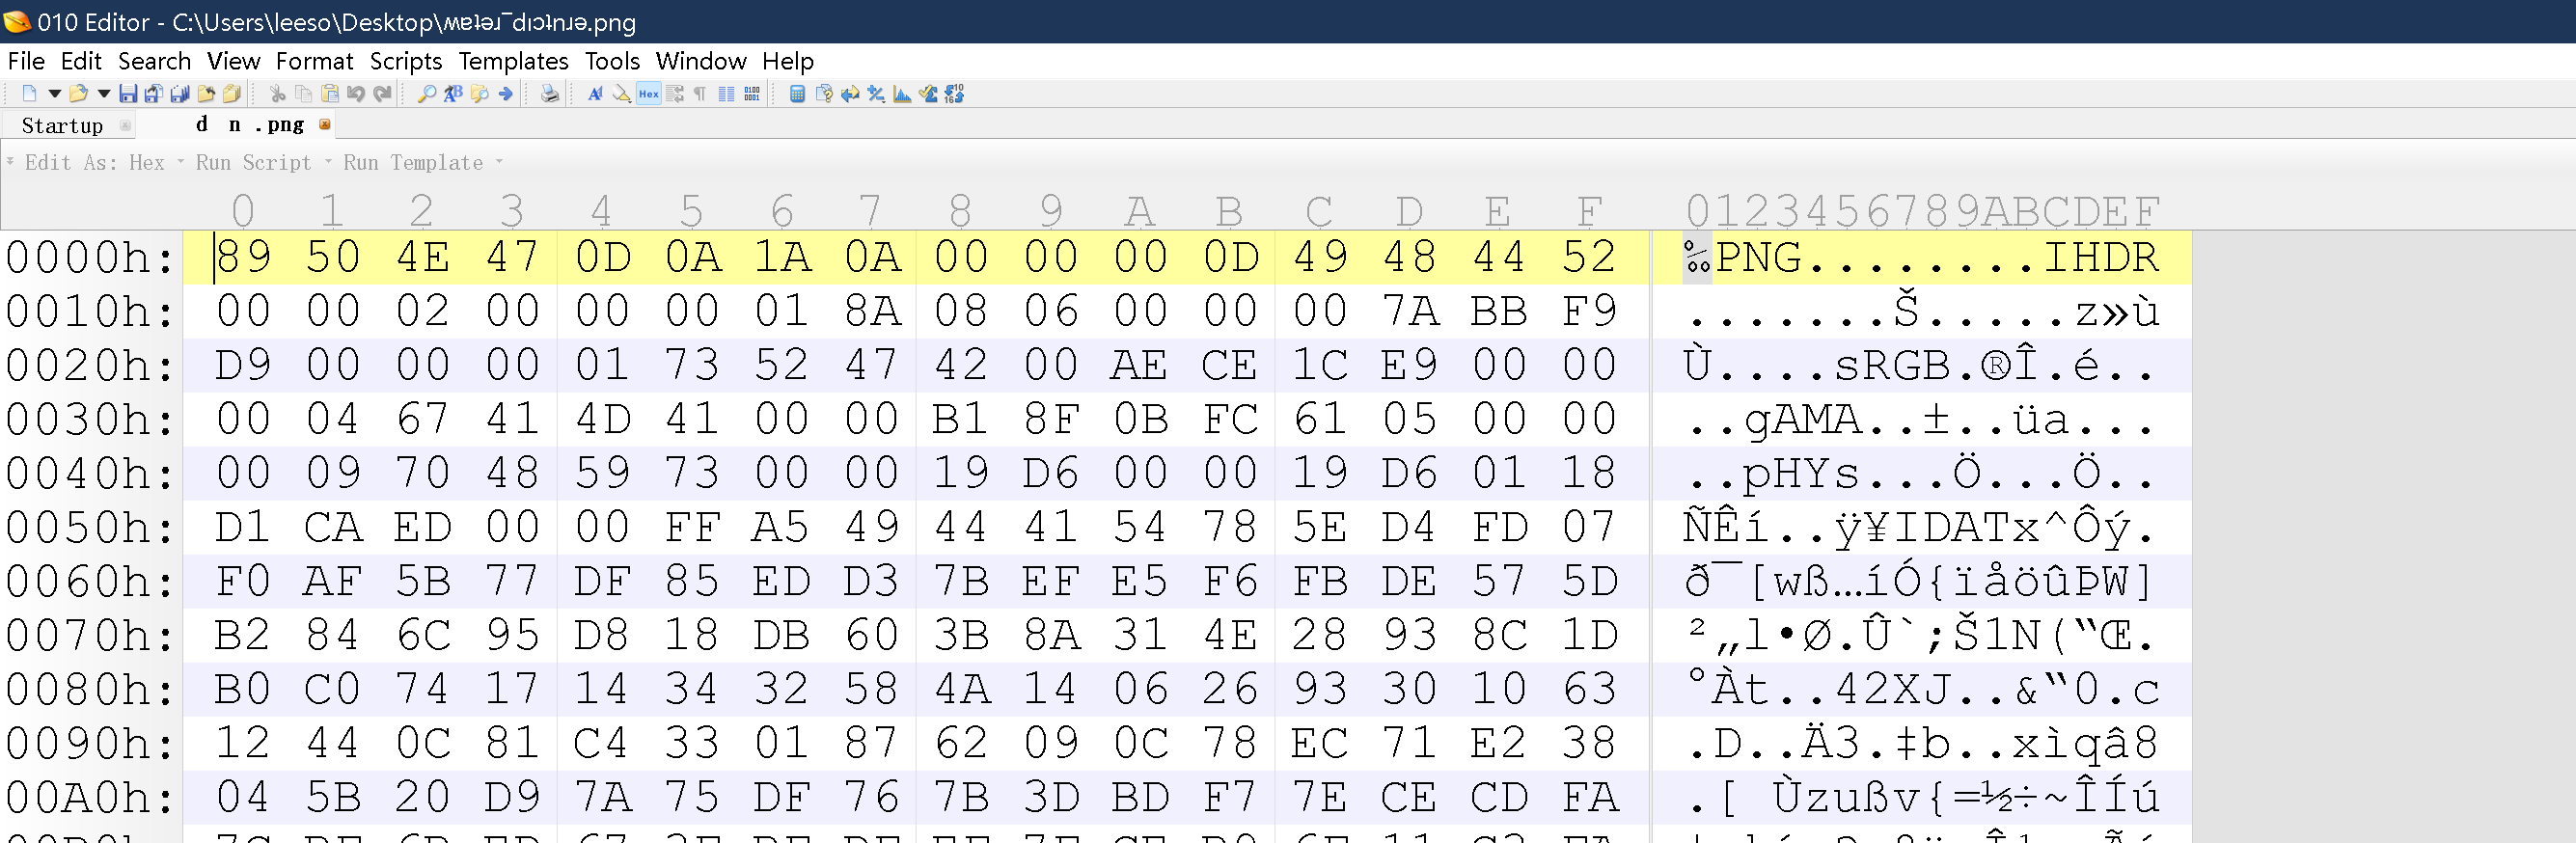 010 Editor - C:\Users\leeso\Desktop\ʍɐʇǝɹ‾dıɔʇnɹǝ.png
File Edit Search View Format Scripts Templates Tools Window Help
Startup d n .png
Edit As: Hex Run Script Run Template
0 1 2 3 4 5 6 7 8 9 A B C D E F 0123456789ABCDEF
0000h: 89 50 4E 47 0D 0A 1A 0A 00 00 00 0D 49 48 44 52 ‰PNG........IHDR
0010h: 00 00 02 00 00 00 01 8A 08 06 00 00 00 7A BB F9 .......Š.....z»ù
0020h: D9 00 00 00 01 73 52 47 42 00 AE CE 1C E9 00 00 Ù....sRGB.®Î.é..
0030h: 00 04 67 41 4D 41 00 00 B1 8F 0B FC 61 05 00 00 ..gAMA..±..üa...
0040h: 00 09 70 48 59 73 00 00 19 D6 00 00 19 D6 01 18 ..pHYs...Ö...Ö..
0050h: D1 CA ED 00 00 FF A5 49 44 41 54 78 5E D4 FD 07 ÑÊí..ÿ¥IDATx^Ôý.
0060h: F0 AF 5B 77 DF 85 ED D3 7B EF E5 F6 FB DE 57 5D ð¯[wß…íÓ{ïåöûÞW]
0070h: B2 84 6C 95 D8 18 DB 60 3B 8A 31 4E 28 93 8C 1D ²„l•Ø.Û`;Š1N(“Œ.
0080h: B0 C0 74 17 14 34 32 58 4A 14 06 26 93 30 10 63 °Àt..42XJ..&“0.c
0090h: 12 44 0C 81 C4 33 01 87 62 09 0C 78 EC 71 E2 38 .D..Ä3.‡b..xìqâ8
00A0h: 04 5B 20 D9 7A 75 DF 76 7B 3D BD F7 7E CE CD FA .[ Ùzußv{=½÷~ÎÍú